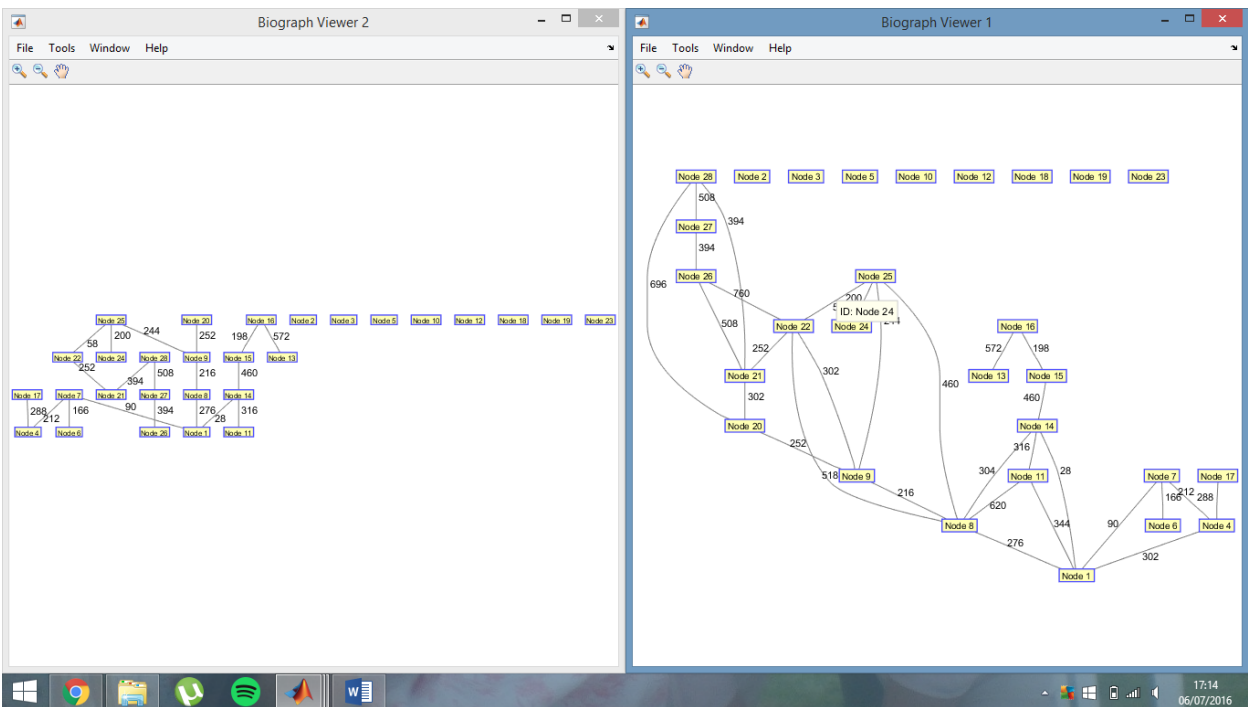 Biograph Viewer 2
File Tools Window Help
Node 25 Node 20 Node 16 Node 2 Node 3 Node 5 Node 10 Node 12 Node 18 Node 19 Node 23
58 200 244 252 198 572
Node 22 Node 24 Node 28 Node 9 Node 15 Node 13
252 394 508 216 460
Node 17 Node 7 Node 21 Node 27 Node 8 Node 14
288 212 166 90 394 276 28 316
Node 4 Node 6 Node 26 Node 1 Node 11
Biograph Viewer 1
File Tools Window Help
Node 28 Node 2 Node 3 Node 5 Node 10 Node 12 Node 18 Node 19 Node 23
508
394
Node 27
394
Node 26 Node 25
696 760 200
ID: Node 24
508 Node 22 Node 24 Node 16
252 572 198
302
Node 21 460 Node 13 Node 15
302 460
Node 20 Node 14
252 316
518 Node 9 304 Node 11 28 Node 7 Node 17
216 620 166 212 288
Node 8 344 90 Node 6 Node 4
276 302
Node 1
W
17:14
06/07/2016